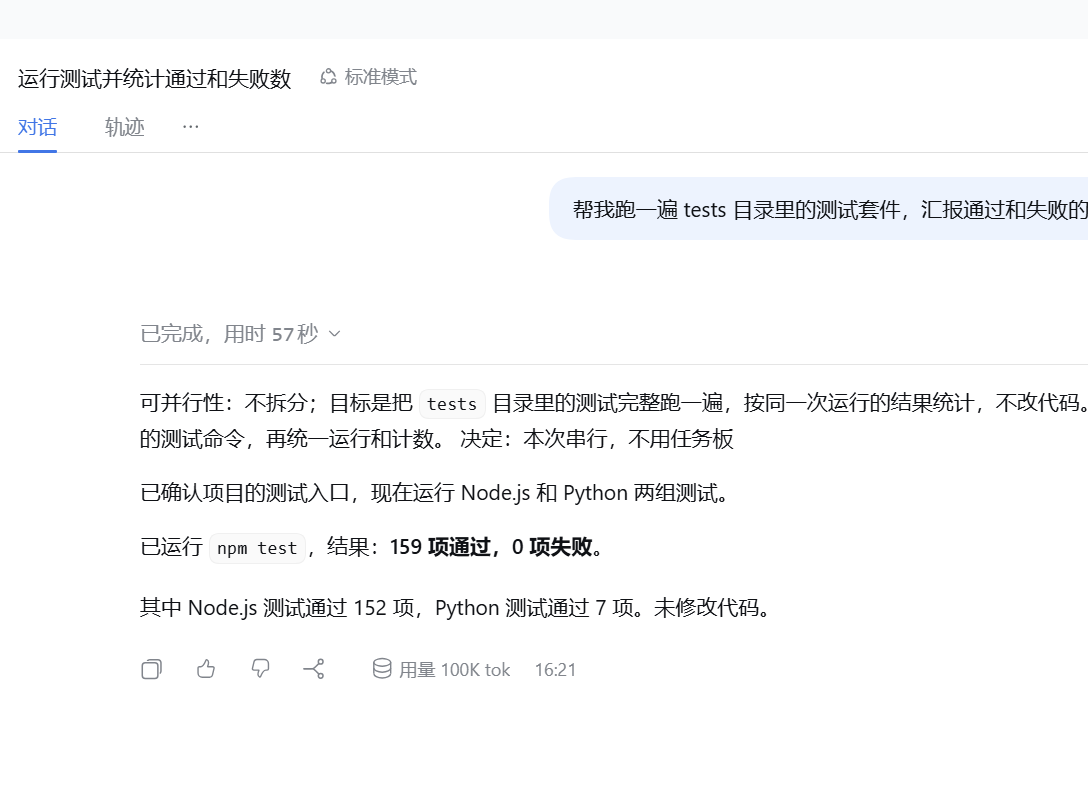 运行测试并统计通过和失败数 标准模式
对话 轨迹 ···
帮我跑一遍 tests 目录里的测试套件，汇报通过和失败的
已完成，用时 57秒
可并行性：不拆分；目标是把 tests 目录里的测试完整跑一遍，按同一次运行的结果统计，不改代码。
的测试命令，再统一运行和计数。 决定：本次串行，不用任务板
已确认项目的测试入口，现在运行 Node.js 和 Python 两组测试。
已运行 npm test，结果：159 项通过，0 项失败。
其中 Node.js 测试通过 152 项，Python 测试通过 7 项。未修改代码。
用量 100K tok 16:21